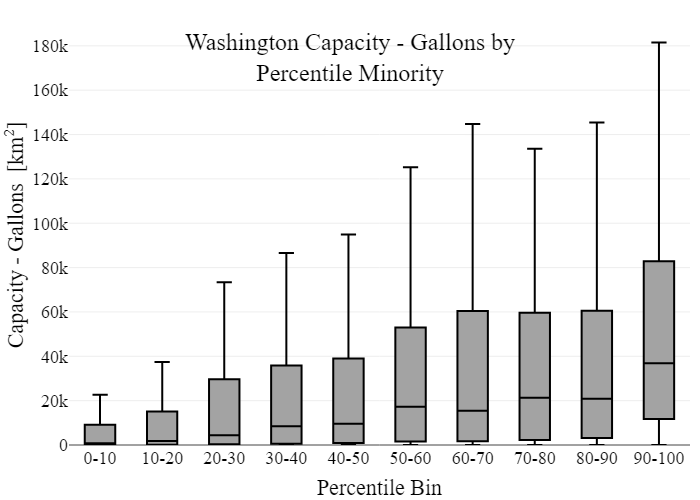 Washington Capacity - Gallons by
Percentile Minority
Capacity - Gallons [km²]
180k
160k
140k
120k
100k
80k
60k
40k
20k
0
0-10 10-20 20-30 30-40 40-50 50-60 60-70 70-80 80-90 90-100
Percentile Bin